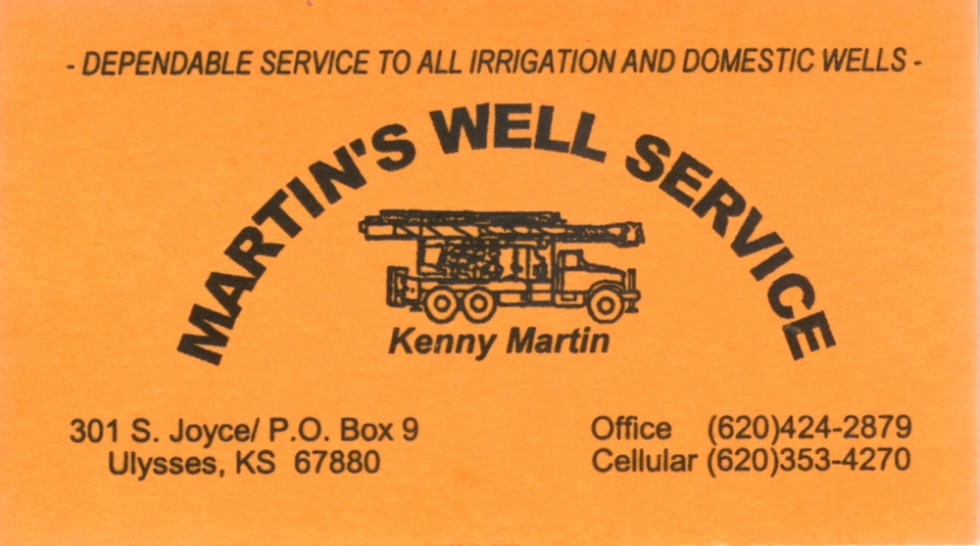 - DEPENDABLE SERVICE TO ALL IRRIGATION AND DOMESTIC WELLS -
MARTIN'S WELL SERVICE
Kenny Martin
301 S. Joyce/ P.O. Box 9
Ulysses, KS 67880
Office (620)424-2879
Cellular (620)353-4270